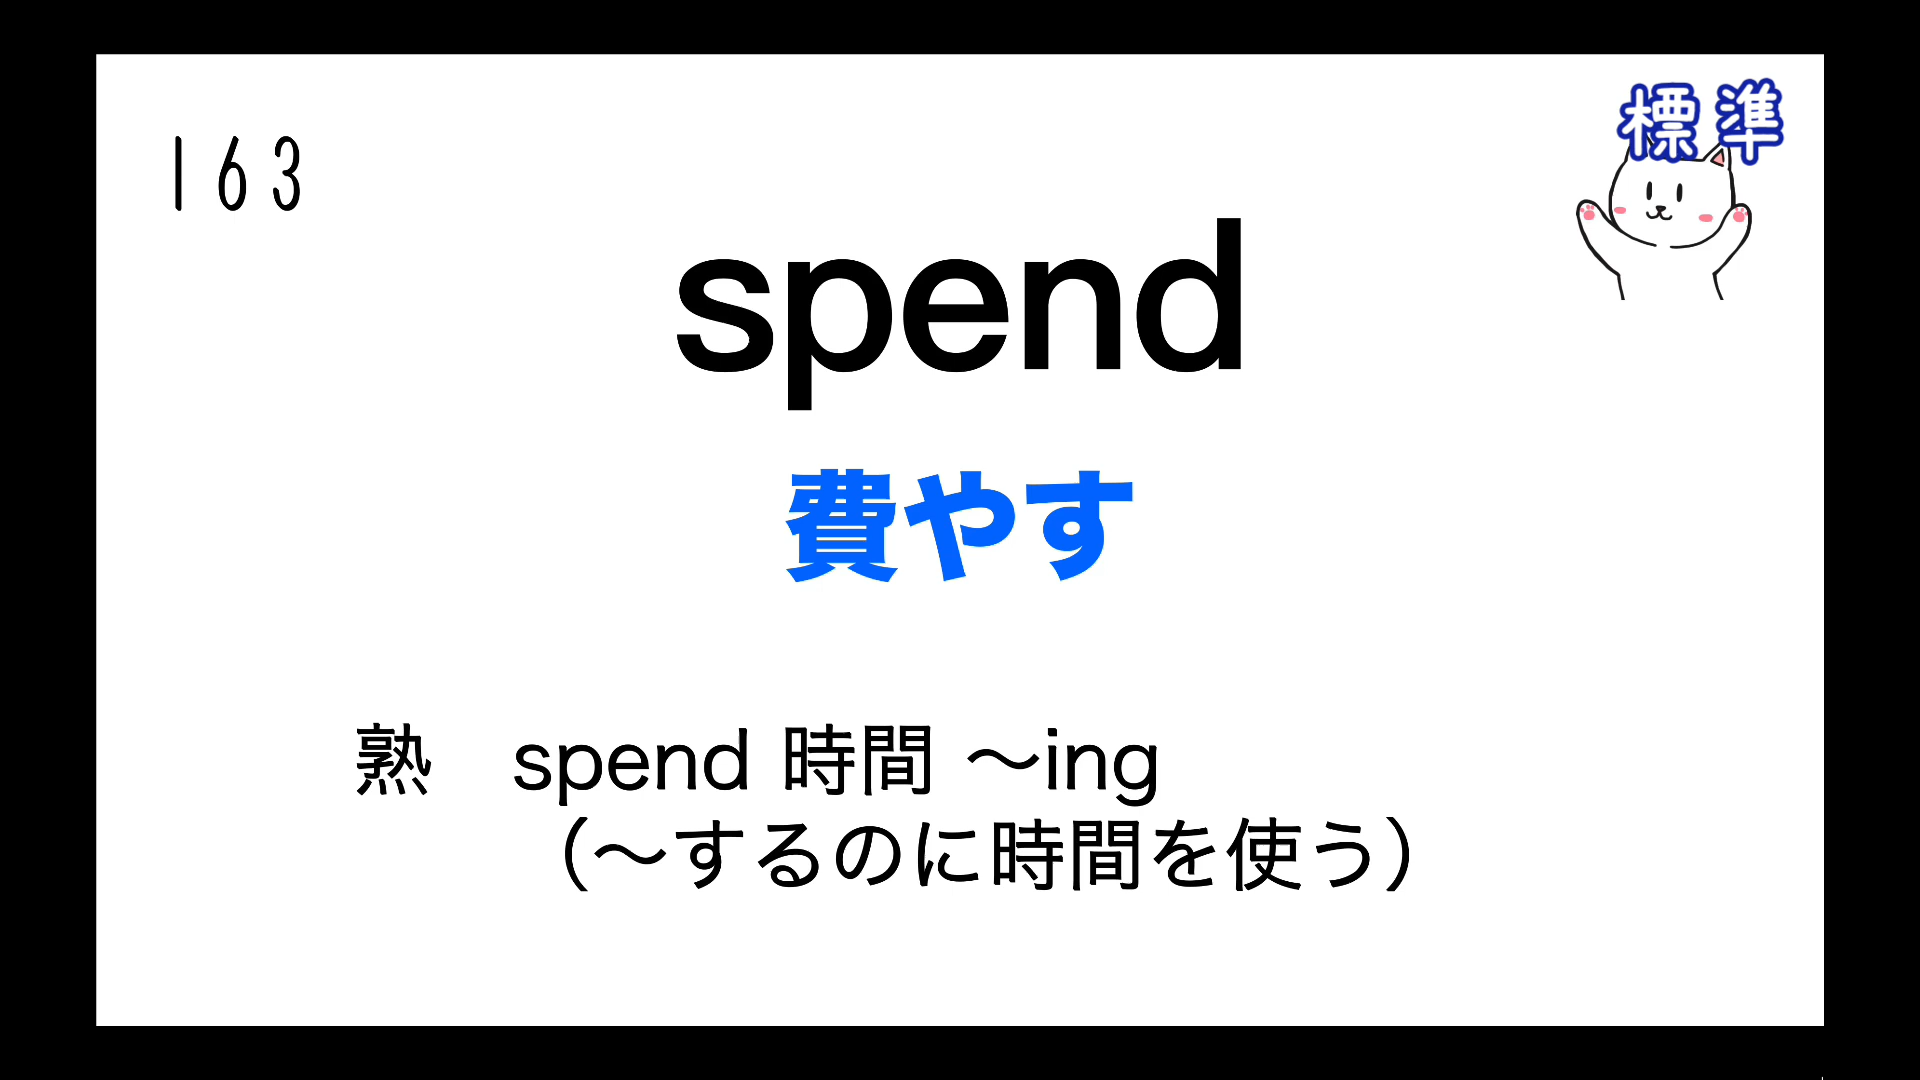 163
標準
spend
費やす
熟　spend 時間 〜ing
（〜するのに時間を使う）